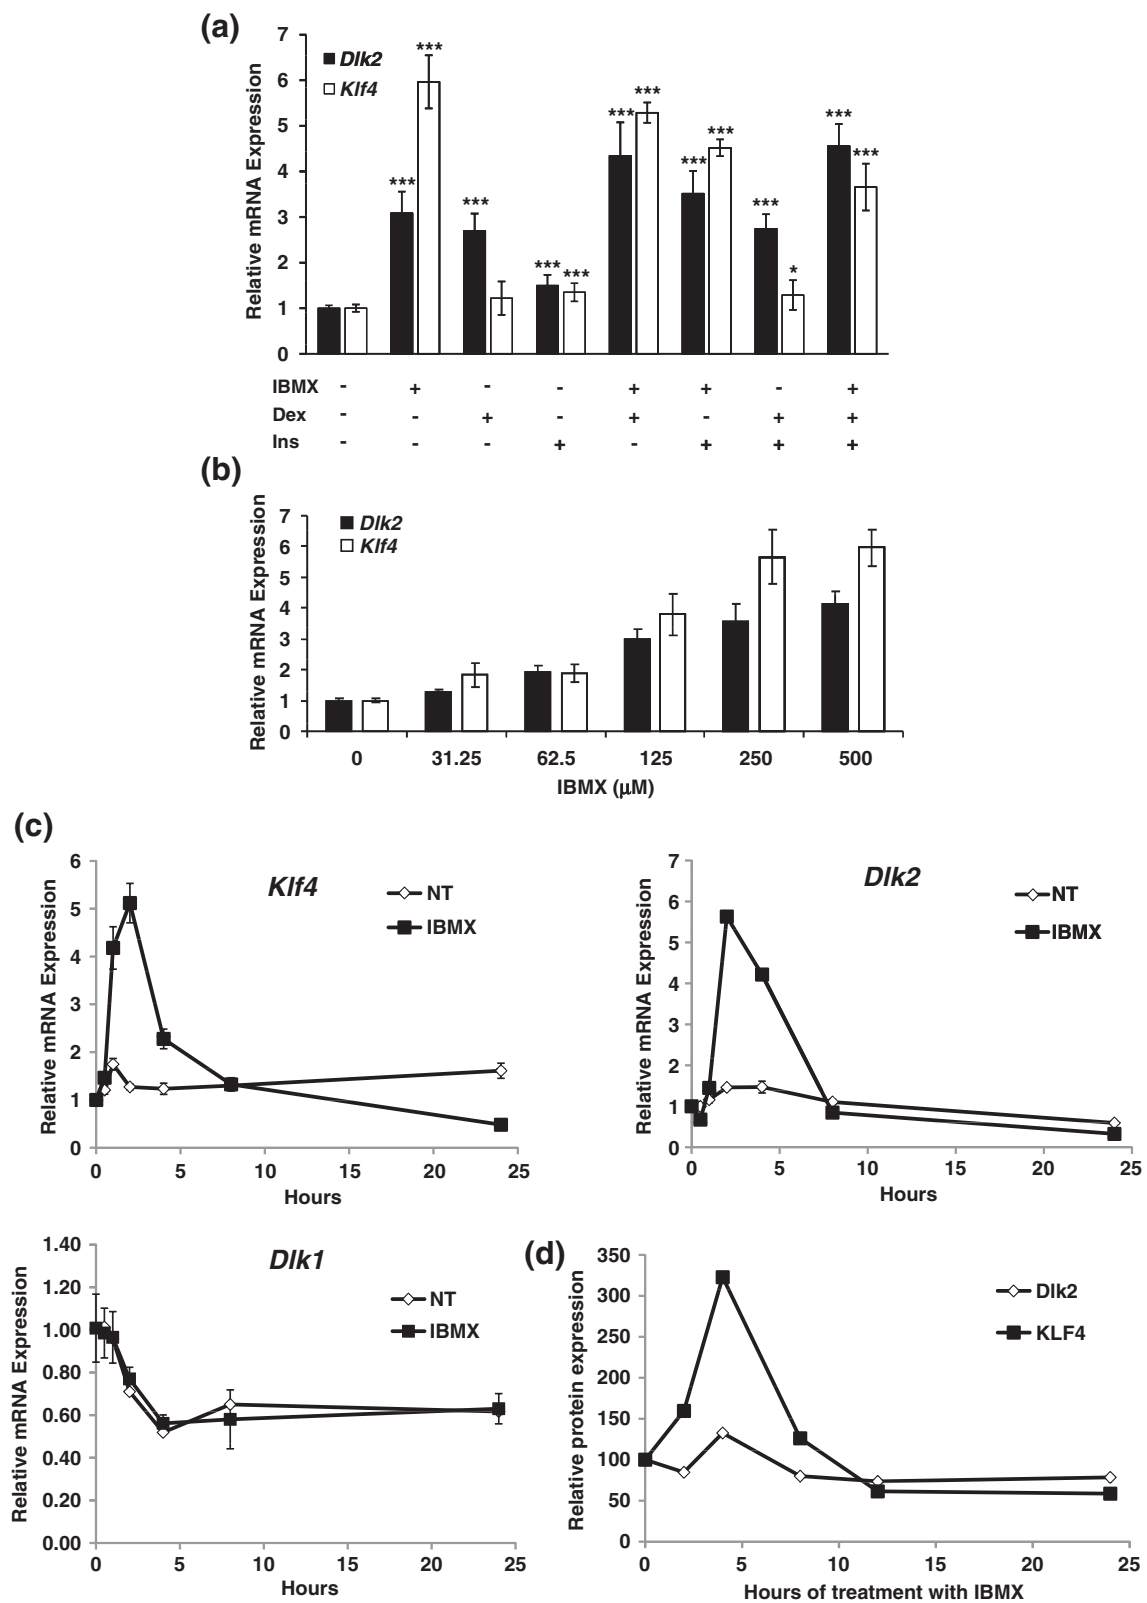 (a)
Relative mRNA Expression
7
6
5
4
3
2
1
0
Dlk2
Klf4
***
***
***
***
***
***
***
***
***
***
*
***
***
IBMX - + - - + + - +
Dex - - + - + - + +
Ins - - - + - + + +
(b)
Relative mRNA Expression
7
6
5
4
3
2
1
0
Dlk2
Klf4
0 31.25 62.5 125 250 500
IBMX (μM)
(c)
Relative mRNA Expression
6
5
4
3
2
1
0
Klf4
NT
IBMX
0 5 10 15 20 25
Hours
Relative mRNA Expression
7
6
5
4
3
2
1
0
Dlk2
NT
IBMX
0 5 10 15 20 25
Hours
Relative mRNA Expression
1.40
1.20
1.00
0.80
0.60
0.40
0.20
0.00
Dlk1
NT
IBMX
0 5 10 15 20 25
Hours
(d)
Relative protein expression
350
300
250
200
150
100
50
0
Dlk2
KLF4
0 5 10 15 20 25
Hours of treatment with IBMX